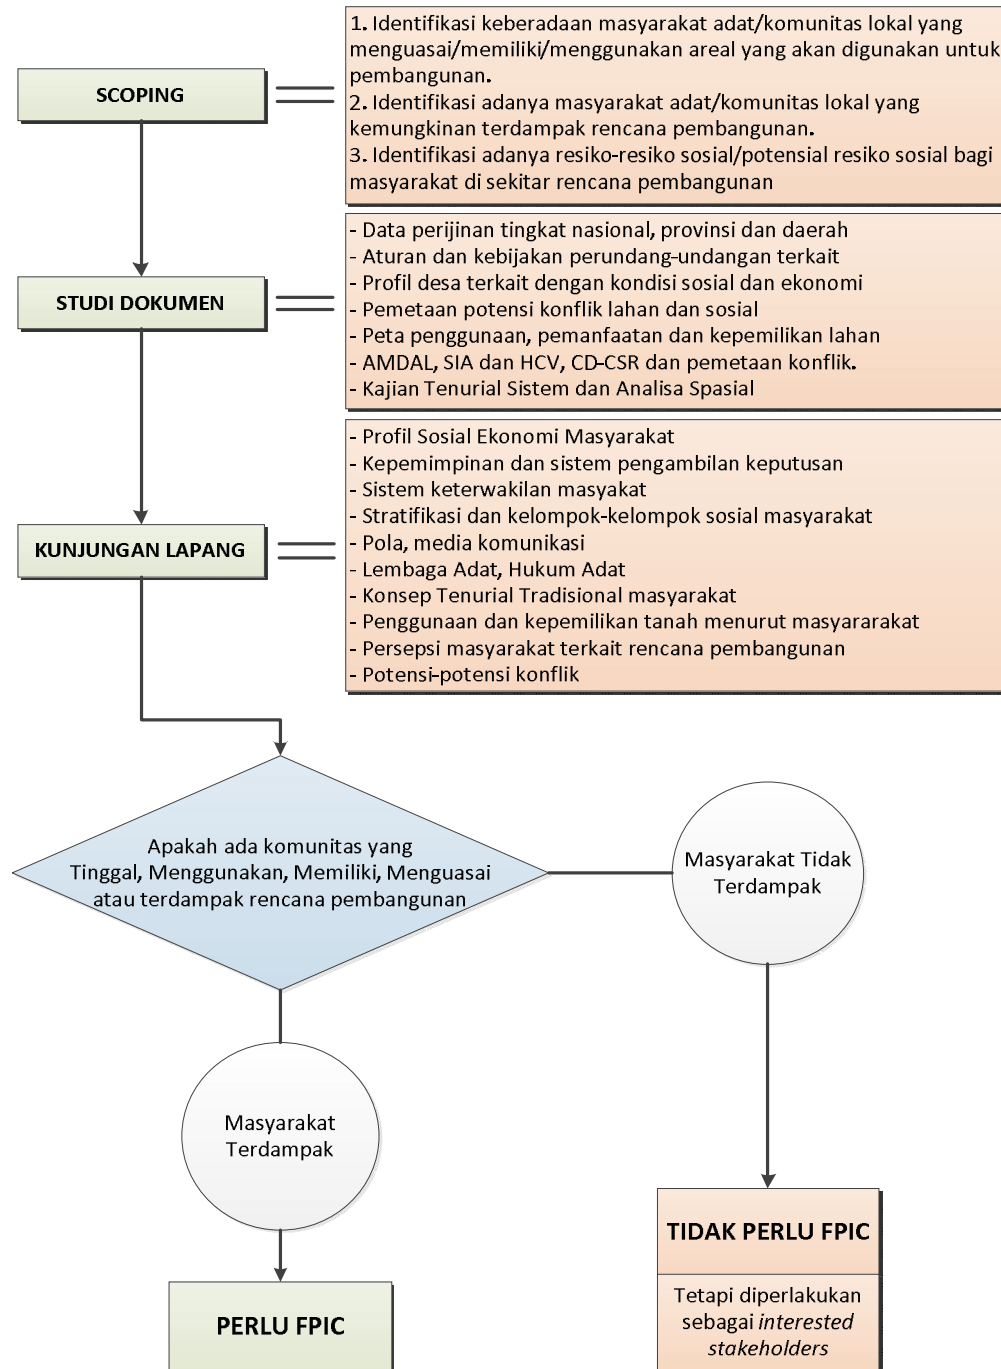 SCOPING
1. Identifikasi keberadaan masyarakat adat/komunitas lokal yang
menguasai/memiliki/menggunakan areal yang akan digunakan untuk
pembangunan.
2. Identifikasi adanya masyarakat adat/komunitas lokal yang
kemungkinan terdampak rencana pembangunan.
3. Identifikasi adanya resiko-resiko sosial/potensial resiko sosial bagi
masyarakat di sekitar rencana pembangunan
STUDI DOKUMEN
- Data perijinan tingkat nasional, provinsi dan daerah
- Aturan dan kebijakan perundang-undangan terkait
- Profil desa terkait dengan kondisi sosial dan ekonomi
- Pemetaan potensi konflik lahan dan sosial
- Peta penggunaan, pemanfaatan dan kepemilikan lahan
- AMDAL, SIA dan HCV, CD-CSR dan pemetaan konflik.
- Kajian Tenurial Sistem dan Analisa Spasial
KUNJUNGAN LAPANG
- Profil Sosial Ekonomi Masyarakat
- Kepemimpinan dan sistem pengambilan keputusan
- Sistem keterwakilan masyakat
- Stratifikasi dan kelompok-kelompok sosial masyarakat
- Pola, media komunikasi
- Lembaga Adat, Hukum Adat
- Konsep Tenurial Tradisional masyarakat
- Penggunaan dan kepemilikan tanah menurut masyararakat
- Persepsi masyarakat terkait rencana pembangunan
- Potensi-potensi konflik
Apakah ada komunitas yang
Tinggal, Menggunakan, Memiliki, Menguasai
atau terdampak rencana pembangunan
Masyarakat Tidak
Terdampak
Masyarakat
Terdampak
TIDAK PERLU FPIC
Tetapi diperlakukan
sebagai interested
stakeholders
PERLU FPIC